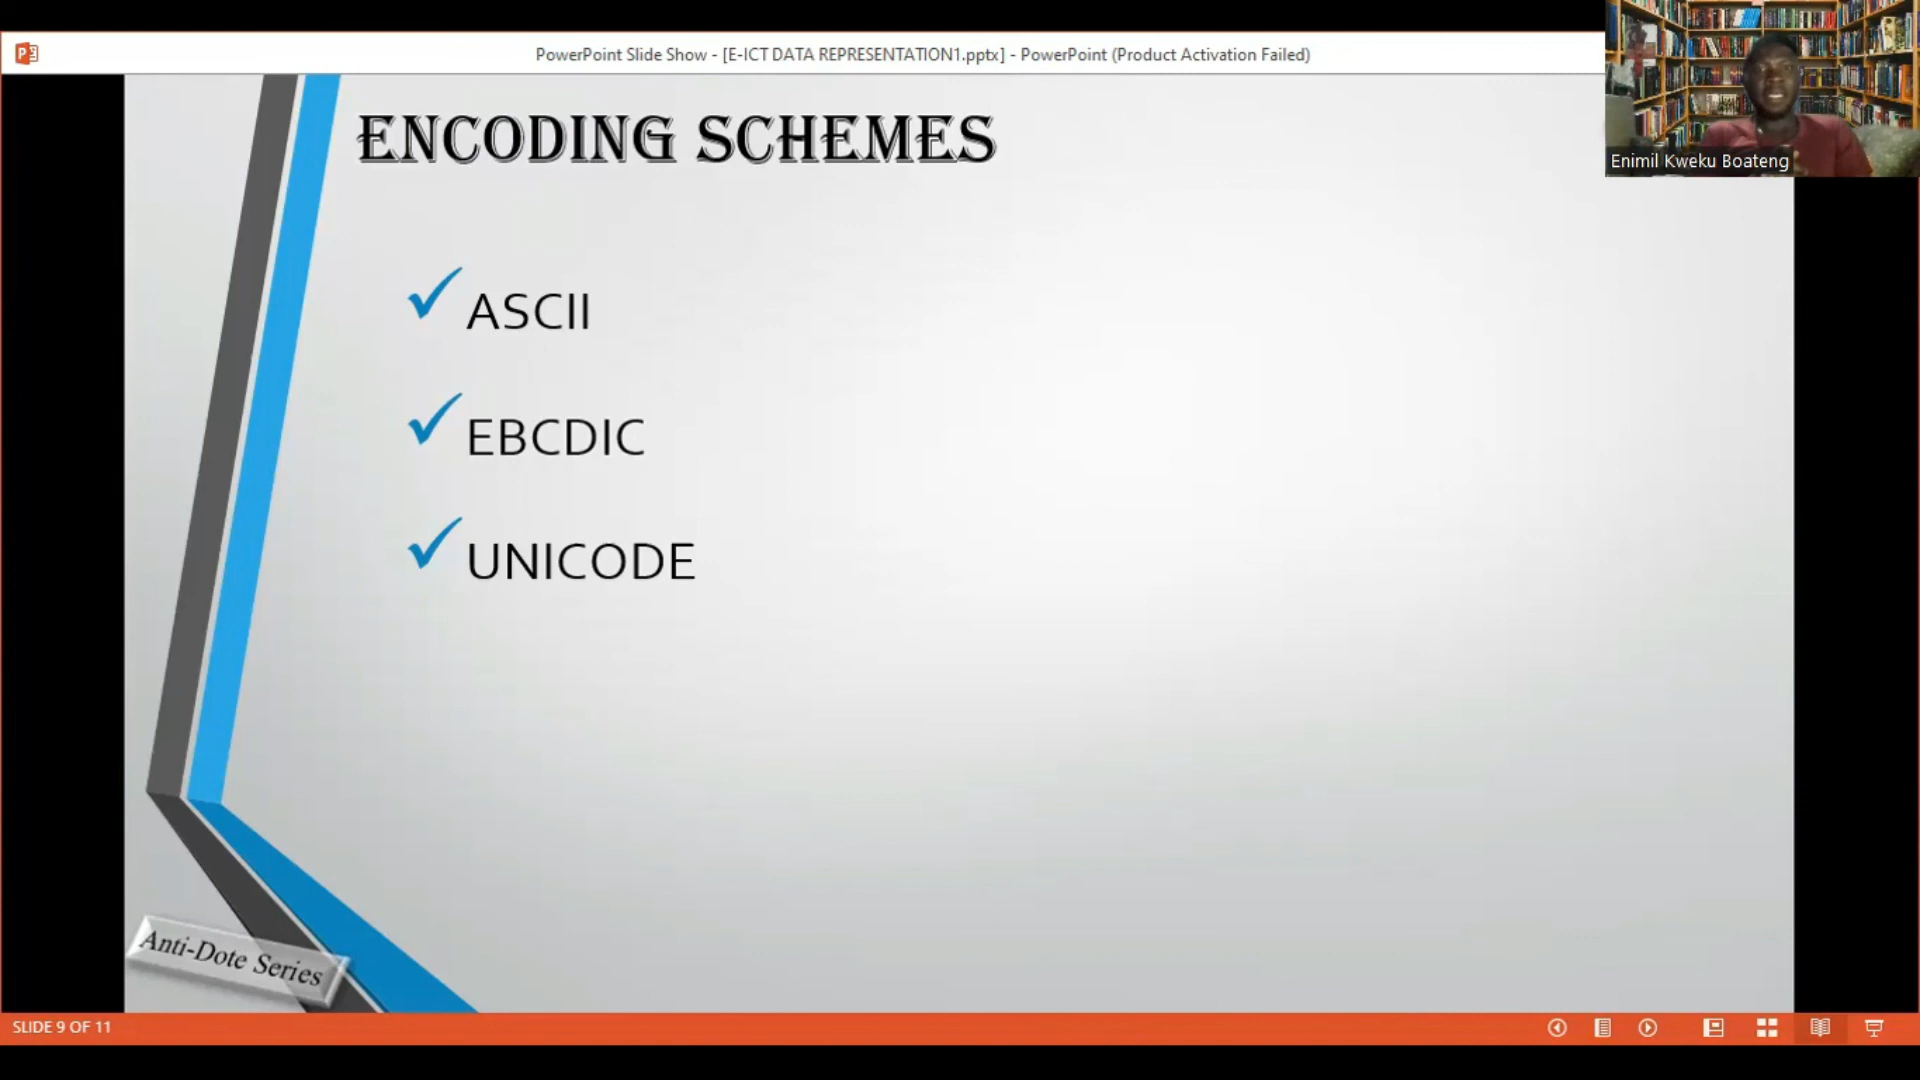 PowerPoint Slide Show - [E-ICT DATA REPRESENTATION1.pptx] - PowerPoint (Product Activation Failed)
Enimil Kweku Boateng
ENCODING SCHEMES
ASCII
EBCDIC
UNICODE
Anti-Dote Series
SLIDE 9 OF 11